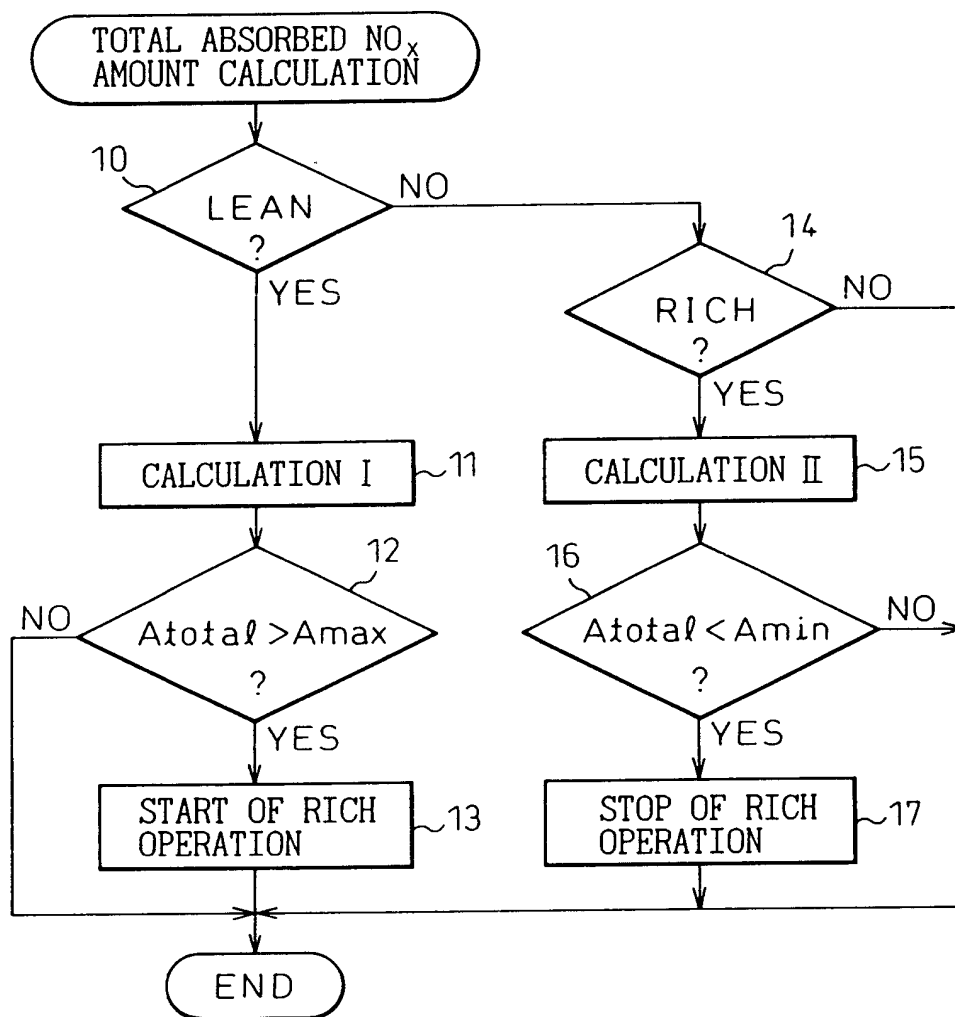 TOTAL ABSORBED NOx
AMOUNT CALCULATION
10
LEAN
?
NO
YES
14
RICH
?
NO
YES
CALCULATION I
11
CALCULATION II
15
12
Atotal>Amax
?
NO
YES
16
Atotal<Amin
?
NO
YES
START OF RICH
OPERATION
13
STOP OF RICH
OPERATION
17
END